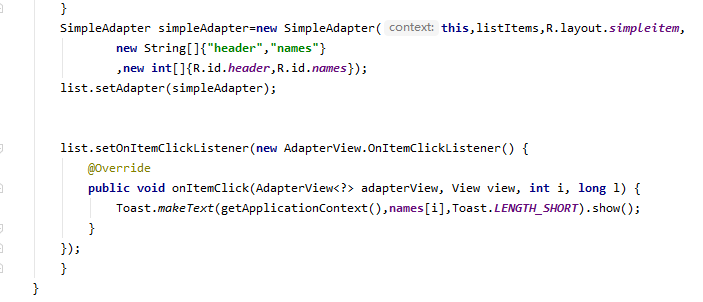 }
SimpleAdapter simpleAdapter=new SimpleAdapter( context: this,listItems,R.layout.simpleitem,
new String[]{"header","names"}
,new int[]{R.id.header,R.id.names});
list.setAdapter(simpleAdapter);
list.setOnItemClickListener(new AdapterView.OnItemClickListener() {
@Override
public void onItemClick(AdapterView<?> adapterView, View view, int i, long l) {
Toast.makeText(getApplicationContext(),names[i],Toast.LENGTH_SHORT).show();
}
});
}
}